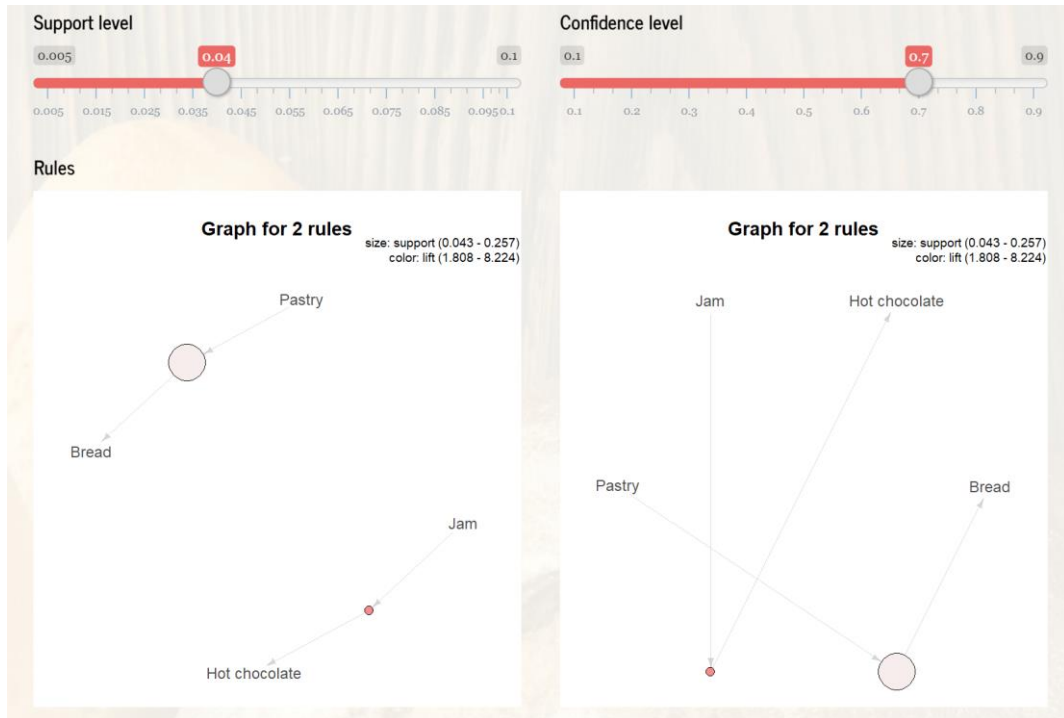 Support level
0.005
0.04
0.1
0.005 0.015 0.025 0.035 0.045 0.055 0.065 0.075 0.085 0.095 0.1
Confidence level
0.1
0.7
0.9
0.1 0.2 0.3 0.4 0.5 0.6 0.7 0.8 0.9
Rules
Graph for 2 rules
size: support (0.043 - 0.257)
color: lift (1.808 - 8.224)
Pastry
Bread
Jam
Hot chocolate
Graph for 2 rules
size: support (0.043 - 0.257)
color: lift (1.808 - 8.224)
Jam
Hot chocolate
Pastry
Bread